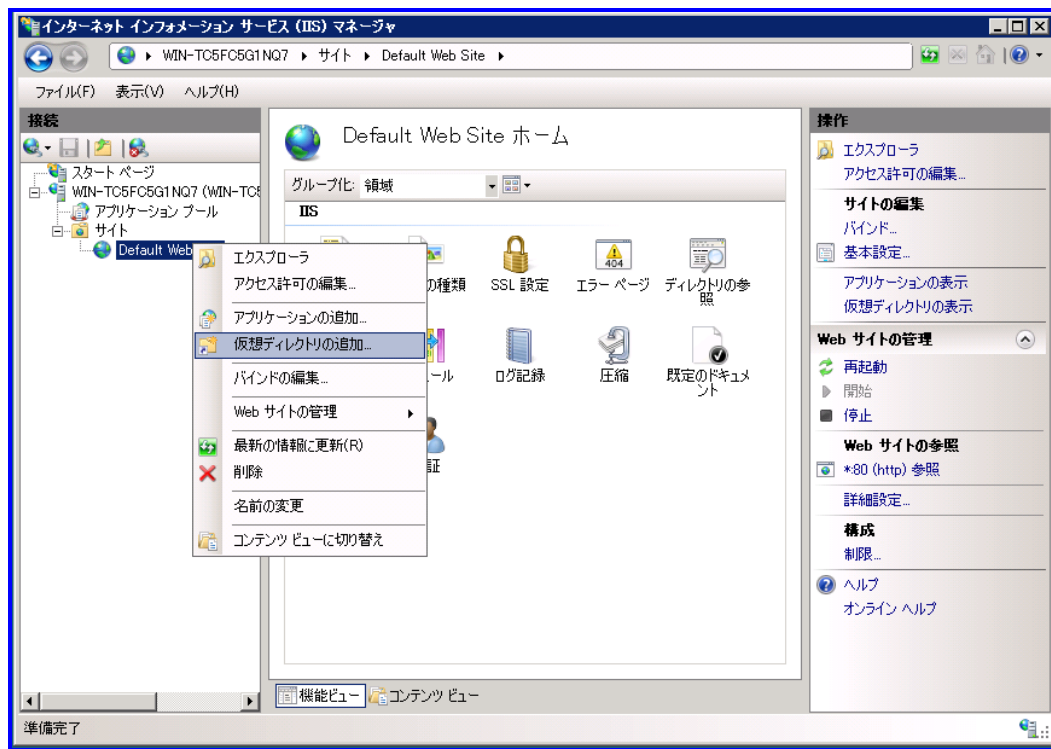 インターネット インフォメーション サービス (IIS) マネージャ
WIN-TC5FC5G1NQ7 ▸ サイト ▸ Default Web Site ▸
ファイル(F) 表示(V) ヘルプ(H)
接続
スタート ページ
WIN-TC5FC5G1NQ7 (WIN-TC5
アプリケーション プール
サイト
Default Web
エクスプローラ
アクセス許可の編集...
アプリケーションの追加...
仮想ディレクトリの追加...
バインドの編集...
Web サイトの管理
最新の情報に更新(R)
削除
名前の変更
コンテンツ ビューに切り替え
Default Web Site ホーム
グループ化: 領域
IIS
の種類
SSL 設定
404
エラー ページ
ディレクトリの参
照
ール
ログ記録
圧縮
既定のドキュメ
ント
証
機能ビュー
コンテンツ ビュー
操作
エクスプローラ
アクセス許可の編集...
サイトの編集
バインド...
基本設定...
アプリケーションの表示
仮想ディレクトリの表示
Web サイトの管理
再起動
開始
停止
Web サイトの参照
*:80 (http) 参照
詳細設定...
構成
制限...
ヘルプ
オンライン ヘルプ
準備完了